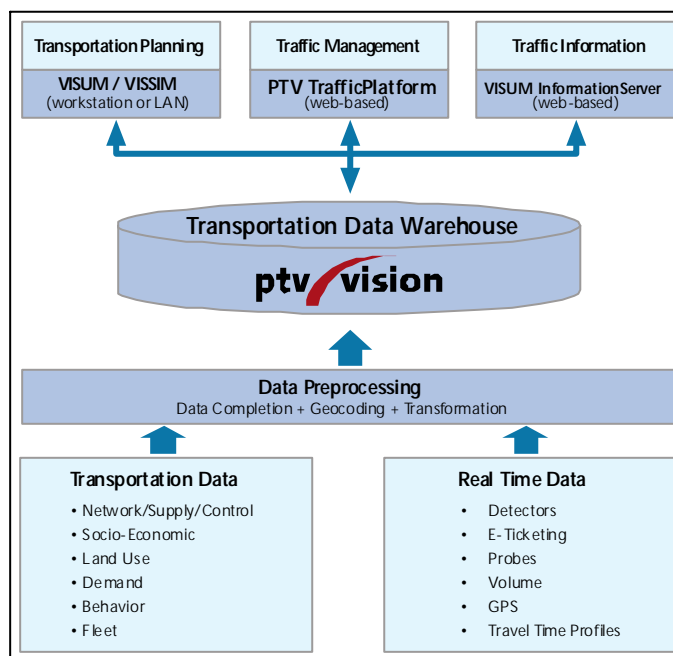 Transportation Planning
VISUM / VISSIM
(workstation or LAN)
Traffic Management
PTV TrafficPlatform
(web-based)
Traffic Information
VISUM InformationServer
(web-based)
Transportation Data Warehouse
ptv vision
Data Preprocessing
Data Completion + Geocoding + Transformation
Transportation Data
• Network/Supply/Control
• Socio-Economic
• Land Use
• Demand
• Behavior
• Fleet
Real Time Data
• Detectors
• E-Ticketing
• Probes
• Volume
• GPS
• Travel Time Profiles